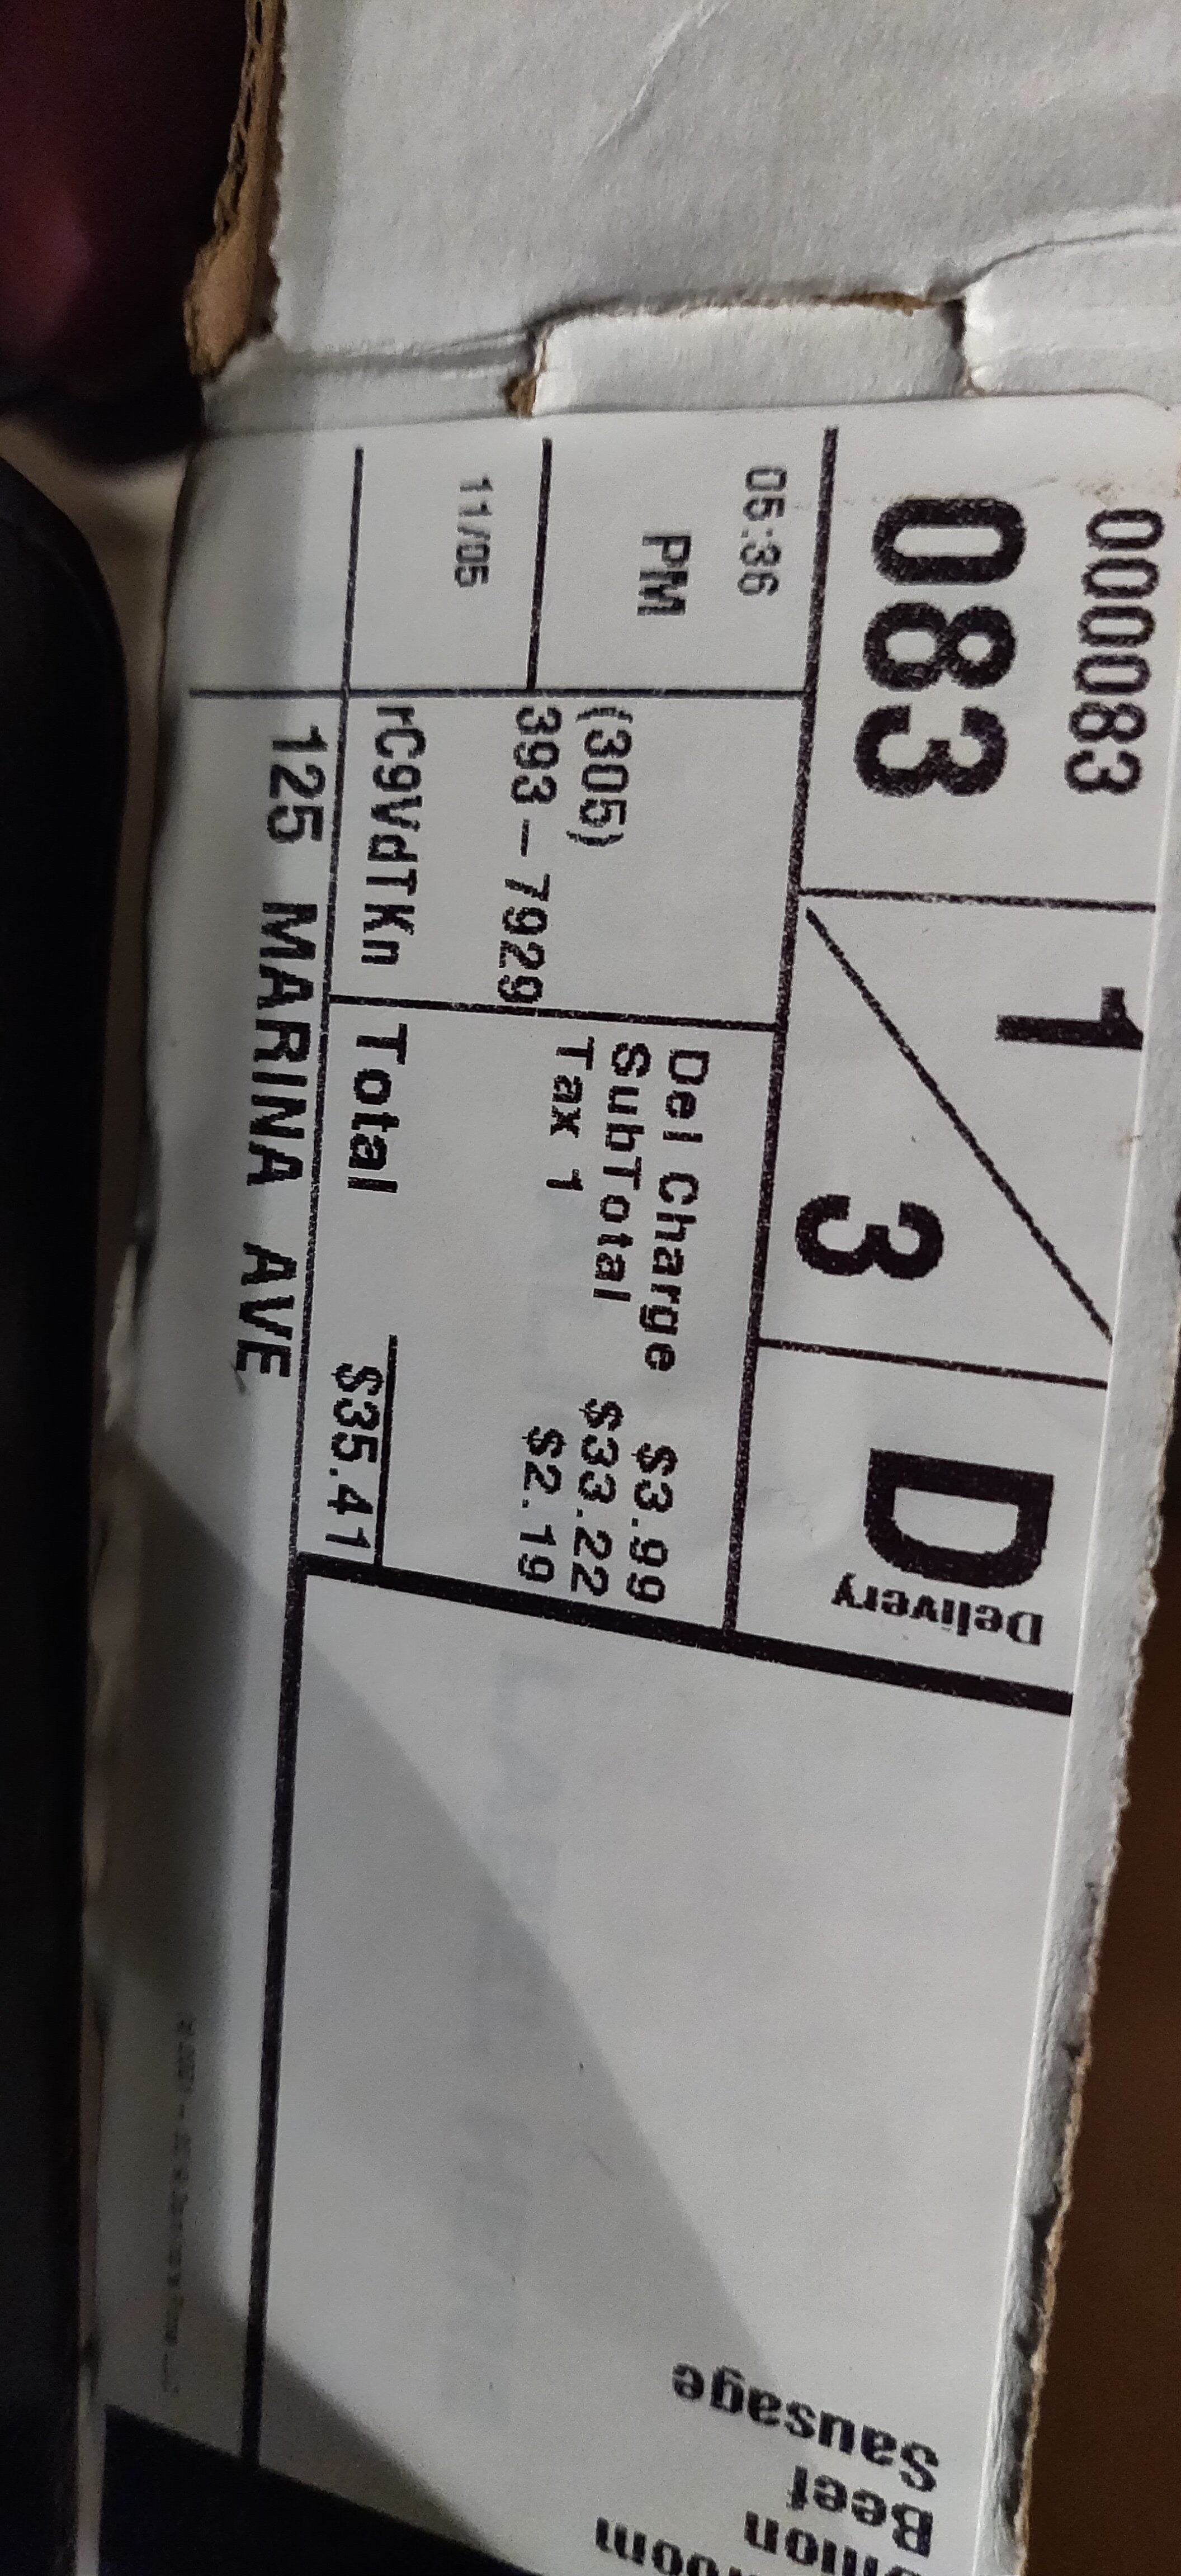 000083
083
1
3
D
Delivery
05:36
PM
11/05
(305)
393-7929
rC9VdTKn
Del Charge $3.99
SubTotal $33.22
Tax 1 $2.19
Total $35.41
125 MARINA AVE
Sausage
Beef